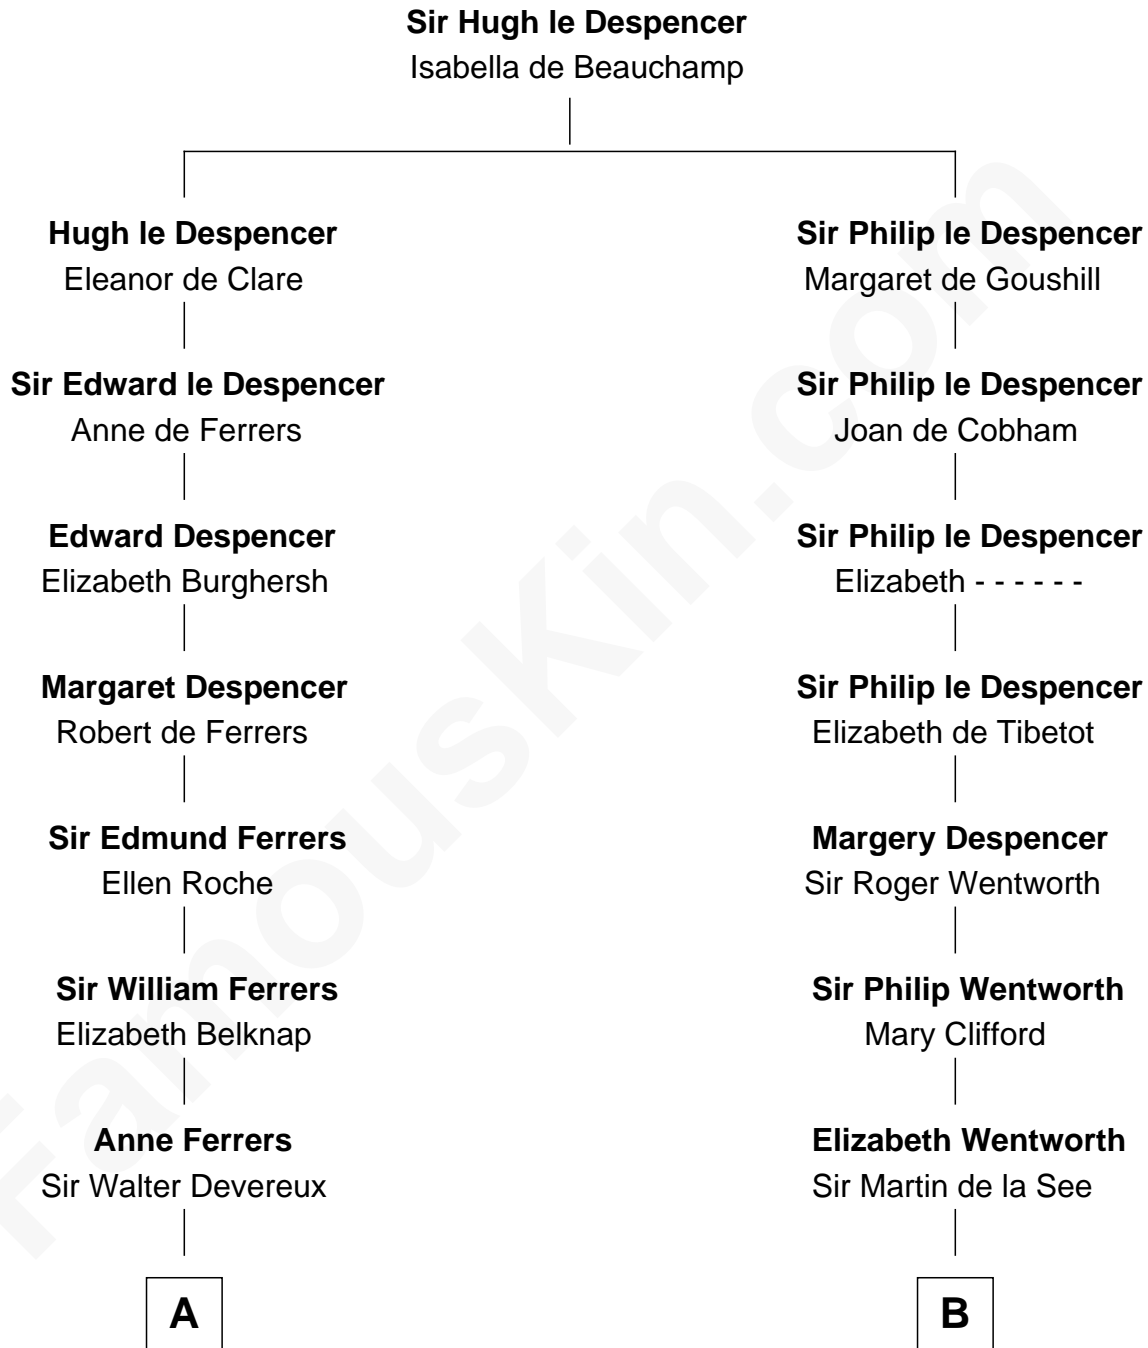 Sir Hugh le Despencer
Isabella de Beauchamp
Hugh le Despencer
Eleanor de Clare
Sir Philip le Despencer
Margaret de Goushill
Sir Edward le Despencer
Anne de Ferrers
Sir Philip le Despencer
Joan de Cobham
Edward Despencer
Elizabeth Burghersh
Sir Philip le Despencer
Elizabeth - - - - - -
Margaret Despencer
Robert de Ferrers
Sir Philip le Despencer
Elizabeth de Tibetot
Sir Edmund Ferrers
Ellen Roche
Margery Despencer
Sir Roger Wentworth
Sir William Ferrers
Elizabeth Belknap
Sir Philip Wentworth
Mary Clifford
Anne Ferrers
Sir Walter Devereux
Elizabeth Wentworth
Sir Martin de la See
A
B
FamousKin.com